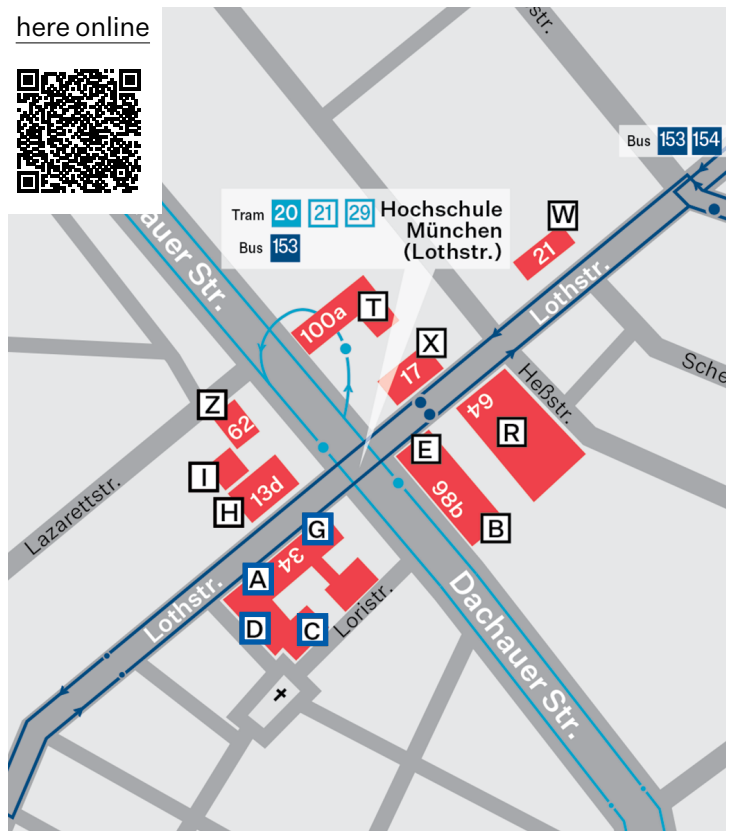 here online
str.
Bus 153 154
Tram 20 21 29 Hochschule
München
Bus 153
(Lothstr.)
W
21
auer Str.
Lothstr.
T
100a
X
17
Sche
Heßstr.
Z
62
64
R
E
I
13d
H
98b
B
Lazarettstr.
G
34
A
D
C
Lothstr.
Loristr.
Dachauer Str.